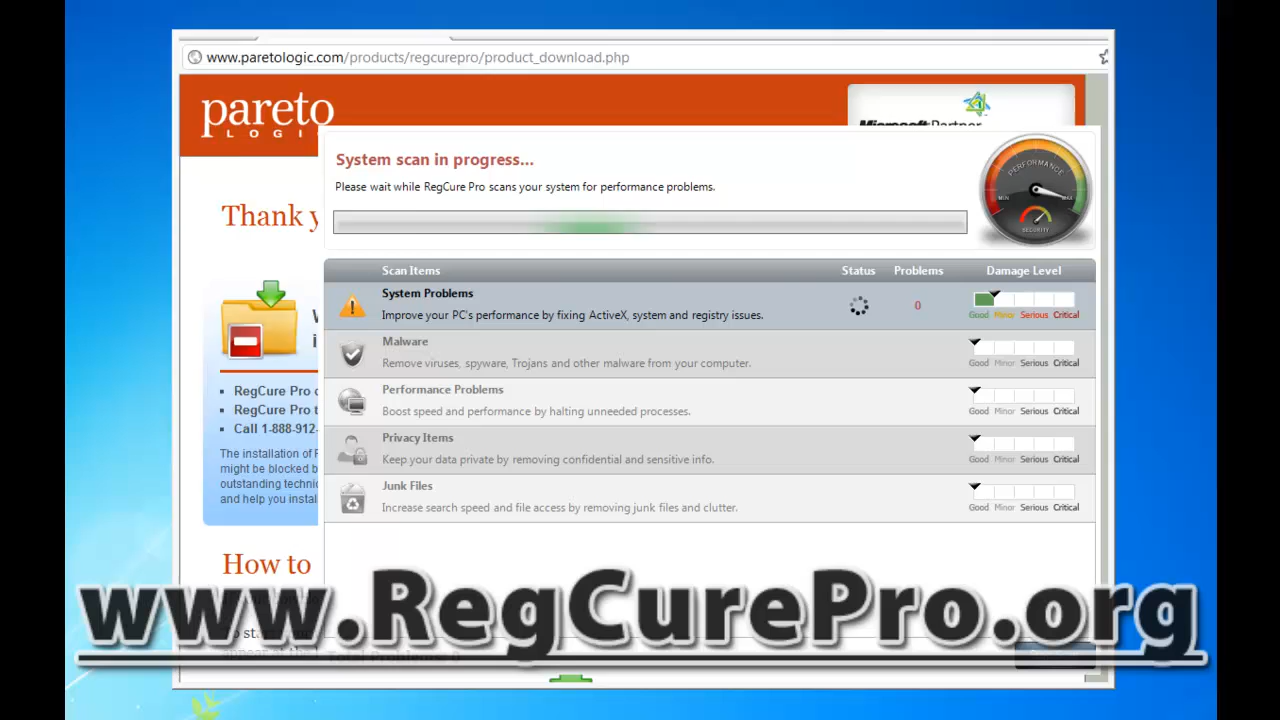 www.paretologic.com/products/regcurepro/product_download.php
pareto
LOGI
Microsoft Partner
System scan in progress...
Please wait while RegCure Pro scans your system for performance problems.
PERFORMANCE
MIN MAX
SECURITY
Thank y
Scan Items Status Problems Damage Level
System Problems
Improve your PC's performance by fixing ActiveX, system and registry issues. 0
Good Minor Serious Critical
Malware
Remove viruses, spyware, Trojans and other malware from your computer.
Good Minor Serious Critical
Performance Problems
Boost speed and performance by halting unneeded processes.
Good Minor Serious Critical
Privacy Items
Keep your data private by removing confidential and sensitive info.
Good Minor Serious Critical
Junk Files
Increase search speed and file access by removing junk files and clutter.
Good Minor Serious Critical
RegCure Pro
RegCure Pro t
Call 1-888-912-
The installation of
might be blocked b
outstanding techni
and help you instal
How to
www.RegCurePro.org
Total Problems: 0